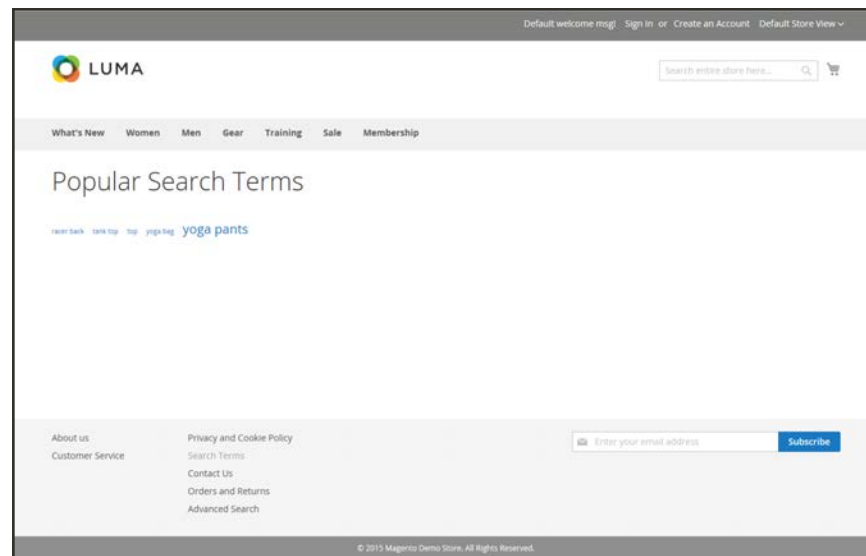 Default welcome msg! Sign In or Create an Account Default Store View
LUMA
Search entire store here...
What's New Women Men Gear Training Sale Membership
Popular Search Terms
racer back tank top top yoga bag yoga pants
About us
Customer Service
Privacy and Cookie Policy
Search Terms
Contact Us
Orders and Returns
Advanced Search
Enter your email address
Subscribe
© 2015 Magento Demo Store. All Rights Reserved.